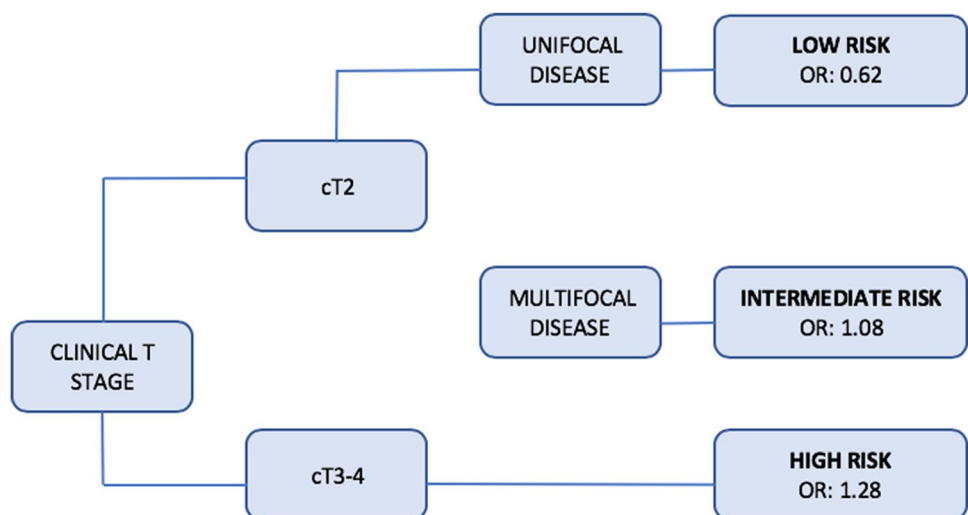 UNIFOCAL
DISEASE
LOW RISK
OR: 0.62
cT2
MULTIFOCAL
DISEASE
INTERMEDIATE RISK
OR: 1.08
CLINICAL T
STAGE
cT3-4
HIGH RISK
OR: 1.28